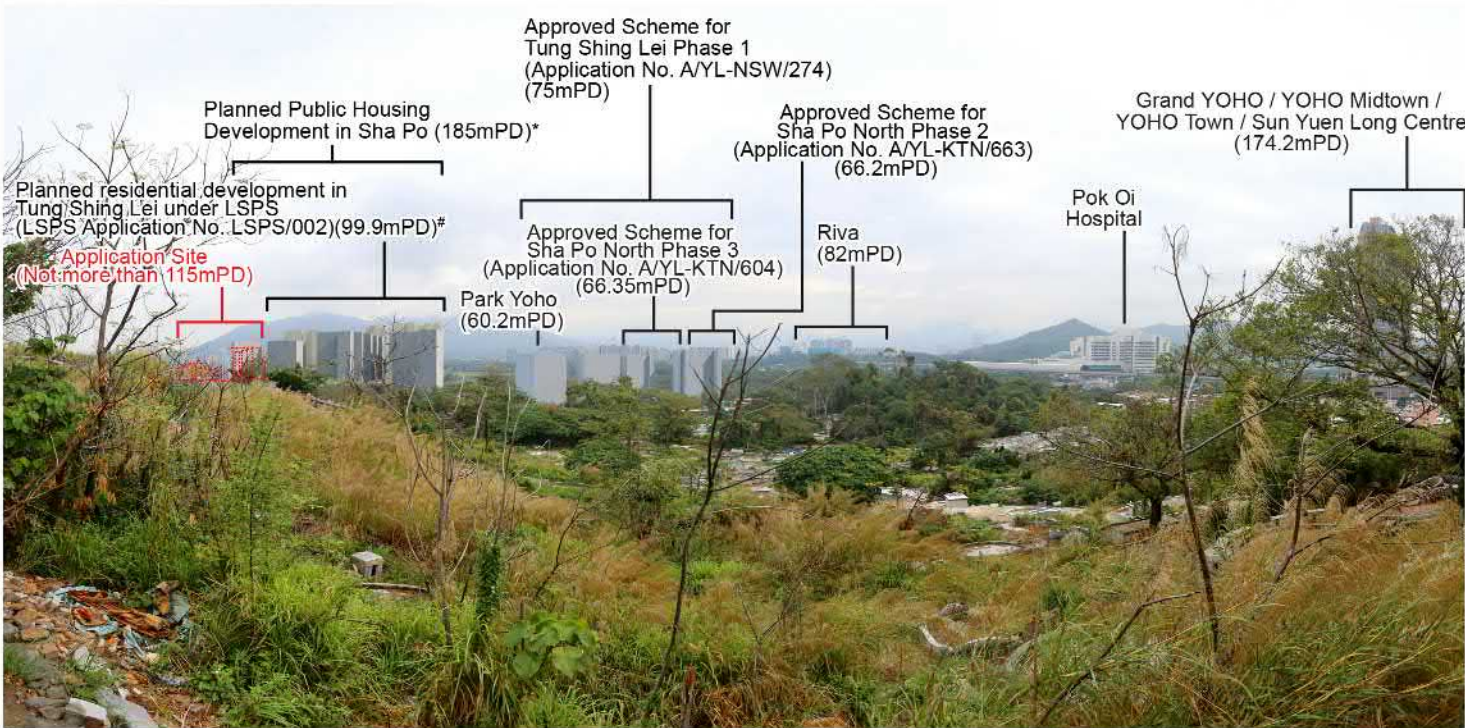 Approved Scheme for
Tung Shing Lei Phase 1
(Application No. A/YL-NSW/274)
(75mPD)
Planned Public Housing
Development in Sha Po (185mPD)*
Approved Scheme for
Sha Po North Phase 2
(Application No. A/YL-KTN/663)
(66.2mPD)
Grand YOHO / YOHO Midtown /
YOHO Town / Sun Yuen Long Centre
(174.2mPD)
Planned residential development in
Tung Shing Lei under LSPS
(LSPS Application No. LSPS/002)(99.9mPD)#
Application Site
(Not more than 115mPD)
Approved Scheme for
Sha Po North Phase 3
(Application No. A/YL-KTN/604)
(66.35mPD)
Park Yoho
(60.2mPD)
Riva
(82mPD)
Pok Oi
Hospital